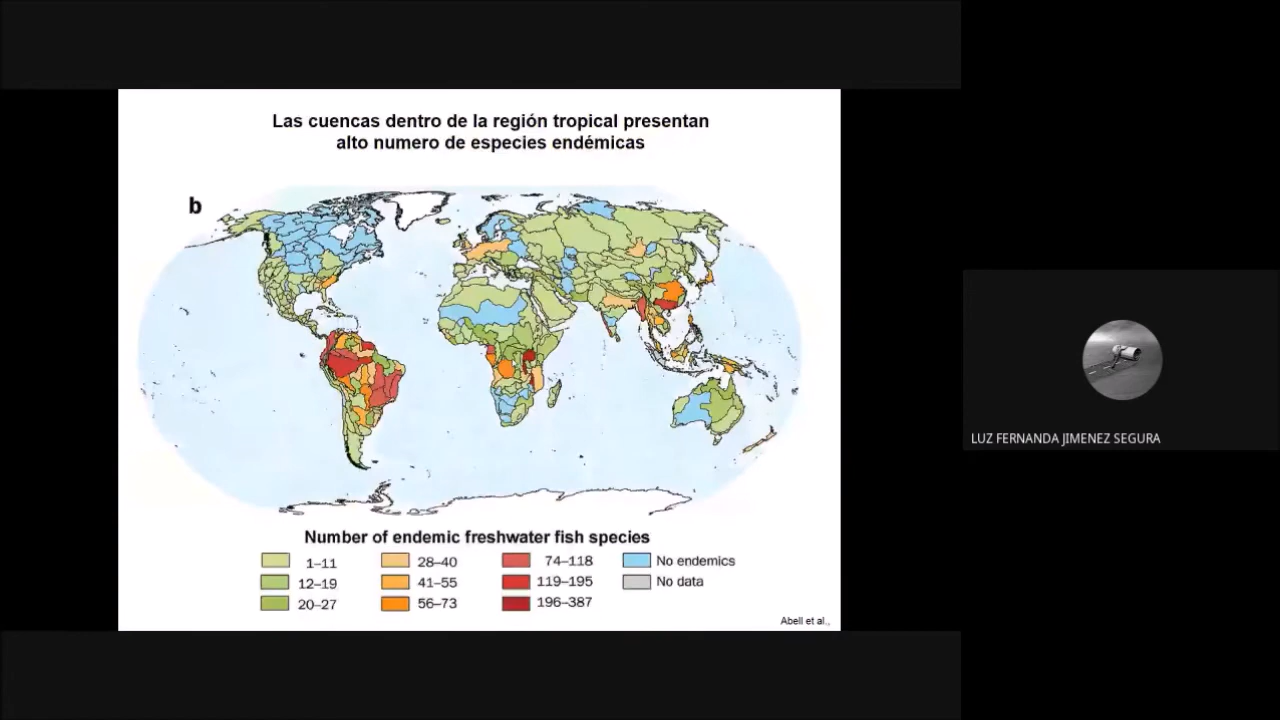 Las cuencas dentro de la región tropical presentan
alto numero de especies endémicas
b
Number of endemic freshwater fish species
1–11
12–19
20–27
28–40
41–55
56–73
74–118
119–195
196–387
No endemics
No data
Abell et al.,
LUZ FERNANDA JIMENEZ SEGURA